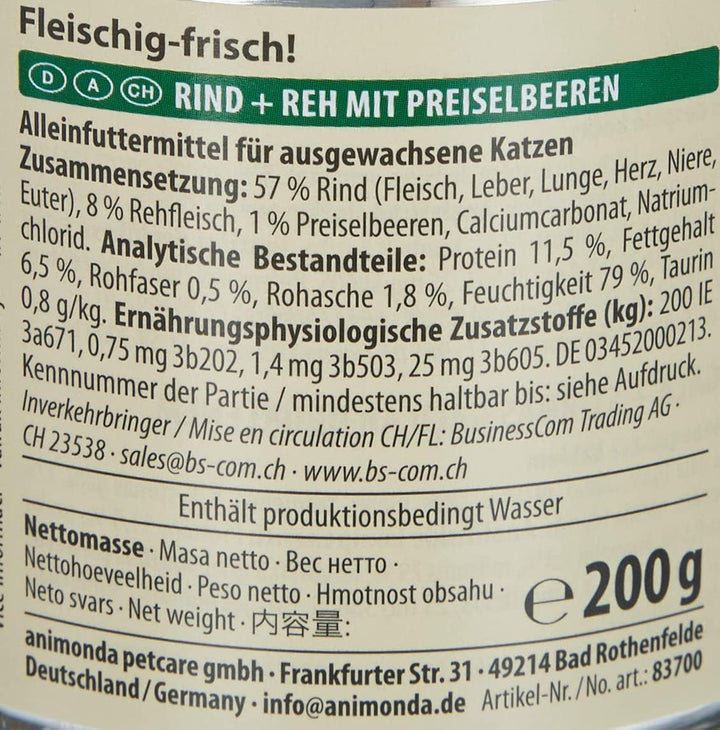 Fleischig-frisch!
D A CH RIND + REH MIT PREISELBEEREN
Alleinfuttermittel für ausgewachsene Katzen
Zusammensetzung: 57 % Rind (Fleisch, Leber, Lunge, Herz, Niere,
Euter), 8 % Rehfleisch, 1 % Preiselbeeren, Calciumcarbonat, Natrium-
chlorid. Analytische Bestandteile: Protein 11,5 %, Fettgehalt
6,5 %, Rohfaser 0,5 %, Rohasche 1,8 %, Feuchtigkeit 79 %, Taurin
0,8 g/kg. Ernährungsphysiologische Zusatzstoffe (kg): 200 IE
3a671, 0,75 mg 3b202, 1,4 mg 3b503, 25 mg 3b605. DE 03452000213.
Kennnummer der Partie / mindestens haltbar bis: siehe Aufdruck.
Inverkehrbringer / Mise en circulation CH/FL: BusinessCom Trading AG ·
CH 23538 · sales@bs-com.ch · www.bs-com.ch
Enthält produktionsbedingt Wasser
Nettomasse · Masa netto · Вес нетто ·
Nettohoeveelheid · Peso netto · Hmotnost obsahu ·
Neto svars · Net weight · 内容量:
e 200 g
animonda petcare gmbh · Frankfurter Str. 31 · 49214 Bad Rothenfelde
Deutschland / Germany · info@animonda.de Artikel-Nr. / No. art.: 83700